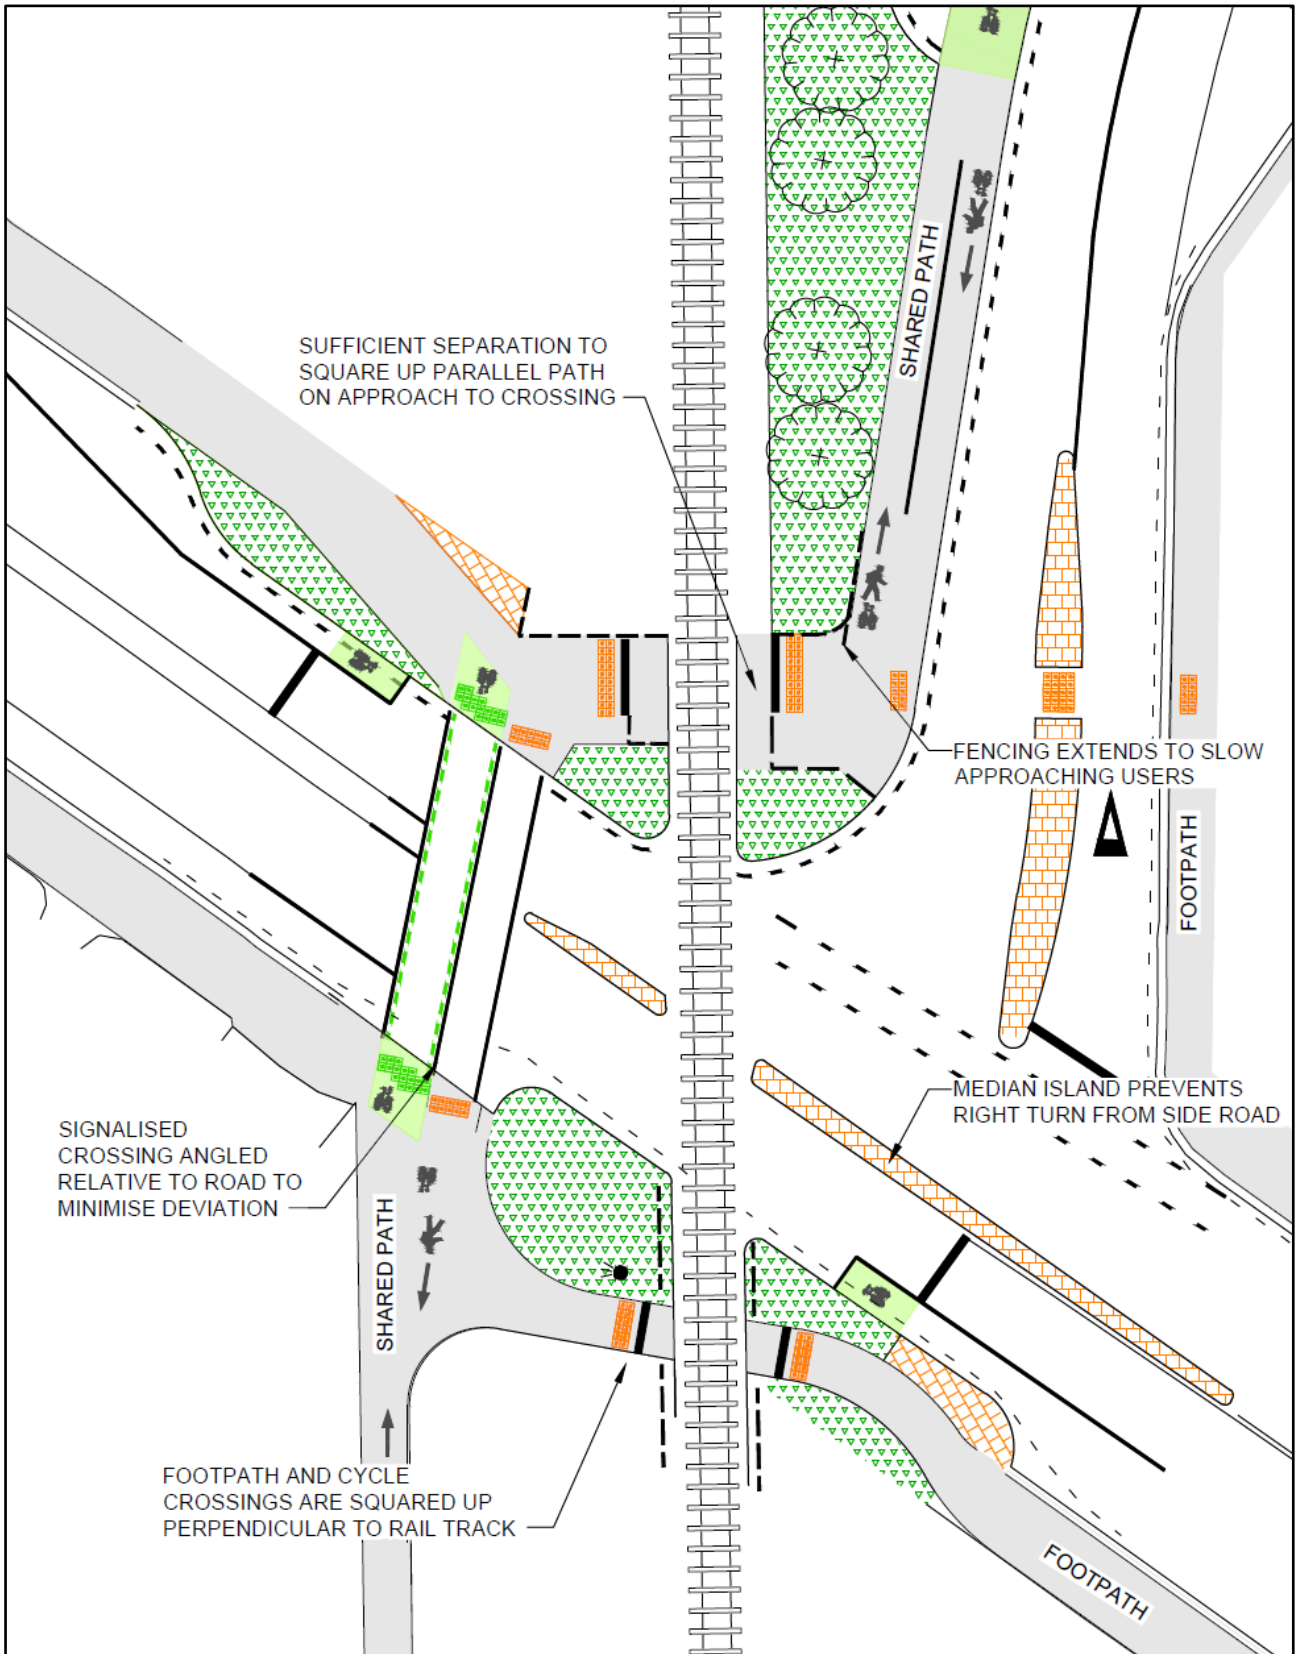 SHARED PATH
SUFFICIENT SEPARATION TO
SQUARE UP PARALLEL PATH
ON APPROACH TO CROSSING
FENCING EXTENDS TO SLOW
APPROACHING USERS
FOOTPATH
MEDIAN ISLAND PREVENTS
RIGHT TURN FROM SIDE ROAD
SIGNALISED
CROSSING ANGLED
RELATIVE TO ROAD TO
MINIMISE DEVIATION
SHARED PATH
FOOTPATH AND CYCLE
CROSSINGS ARE SQUARED UP
PERPENDICULAR TO RAIL TRACK
FOOTPATH